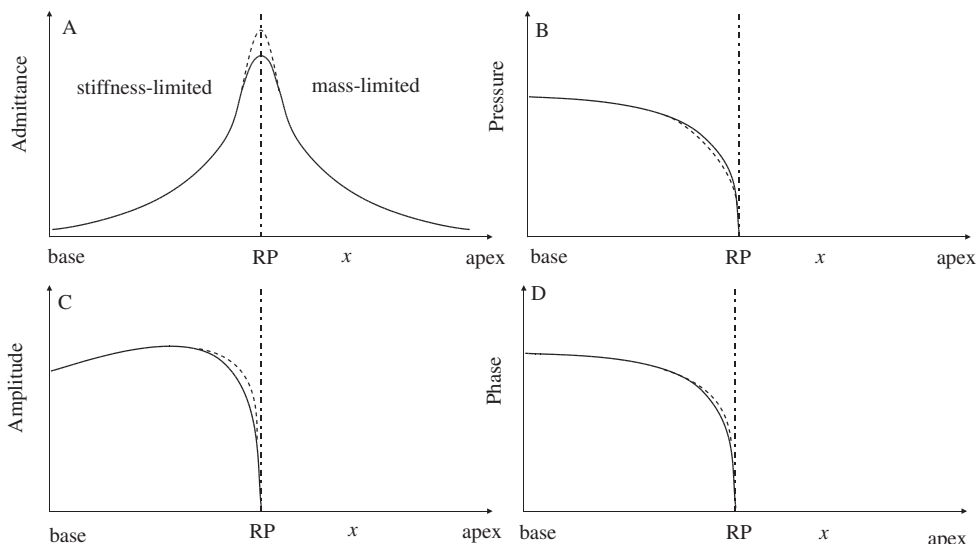 A
Admittance
stiffness-limited
mass-limited
base
RP
x
apex
B
Pressure
base
RP
x
apex
C
Amplitude
base
RP
x
apex
D
Phase
base
RP
x
apex